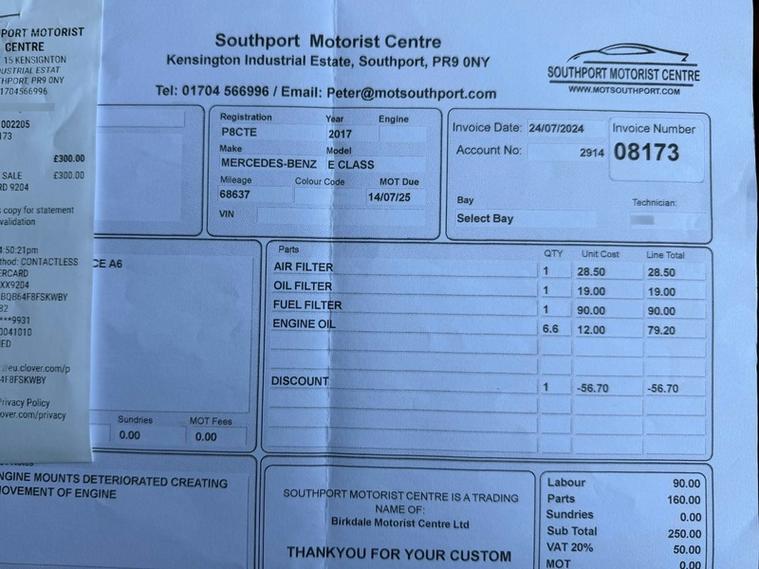 PORT MOTORIST
CENTRE
15 KENSIGNTON
USTRIAL ESTAT
THPORT, PR9 0NY
1704566996
002205
173
£300.00
SALE £300.00
RD 9204
s copy for statement
validation
4:50:21pm
thod: CONTACTLESS
ERCARD
XX9204
BQB64F8FSKWBY
82
***9931
0041010
ED
://eu.clover.com/p
4F8FSKWBY
Privacy Policy
lover.com/privacy
Southport Motorist Centre
Kensington Industrial Estate, Southport, PR9 0NY
Tel: 01704 566996 / Email: Peter@motsouthport.com
SOUTHPORT MOTORIST CENTRE
WWW.MOTSOUTHPORT.COM
Registration Year Engine
P8CTE 2017
Make Model
MERCEDES-BENZ E CLASS
Mileage Colour Code MOT Due
68637 14/07/25
VIN
Invoice Date: 24/07/2024
Account No: 2914
Invoice Number
08173
Bay
Select Bay
Technician:
CE A6
Sundries MOT Fees
0.00 0.00
Parts QTY Unit Cost Line Total
AIR FILTER 1 28.50 28.50
OIL FILTER 1 19.00 19.00
FUEL FILTER 1 90.00 90.00
ENGINE OIL 6.6 12.00 79.20
DISCOUNT 1 -56.70 -56.70
NGINE MOUNTS DETERIORATED CREATING
OVEMENT OF ENGINE
SOUTHPORT MOTORIST CENTRE IS A TRADING
NAME OF:
Birkdale Motorist Centre Ltd
THANKYOU FOR YOUR CUSTOM
Labour 90.00
Parts 160.00
Sundries 0.00
Sub Total 250.00
VAT 20% 50.00
MOT 0.00